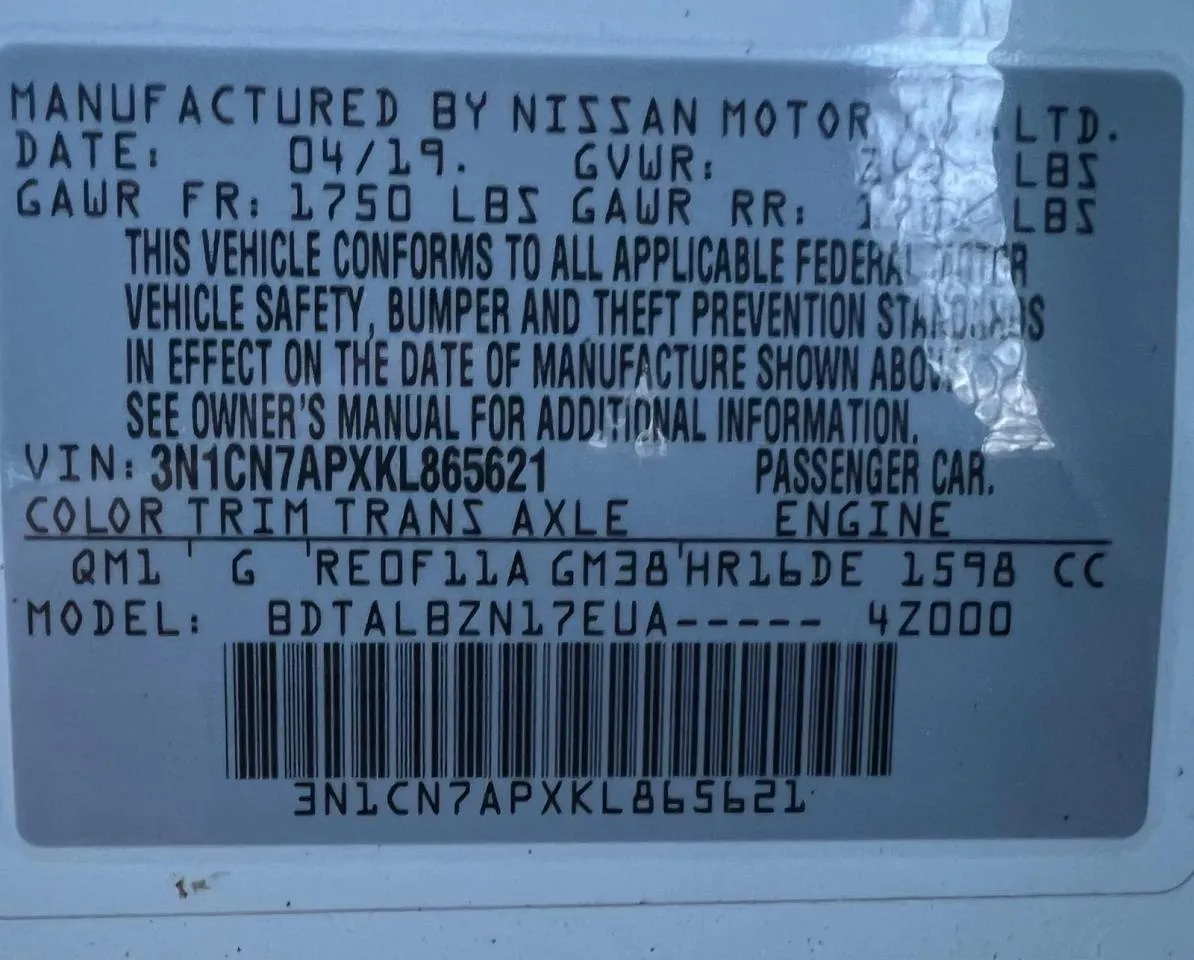 MANUFACTURED BY NISSAN MOTOR LTD.
DATE: 04/19. GVWR: LBS
GAWR FR: 1750 LBS GAWR RR: LBS
THIS VEHICLE CONFORMS TO ALL APPLICABLE FEDERAL MOTOR
VEHICLE SAFETY, BUMPER AND THEFT PREVENTION STANDARDS
IN EFFECT ON THE DATE OF MANUFACTURE SHOWN ABOVE.
SEE OWNER'S MANUAL FOR ADDITIONAL INFORMATION.
VIN: 3N1CN7APXKL865621 PASSENGER CAR.
COLOR TRIM TRANS AXLE ENGINE
QM1 G RE0F11A GM38 HR16DE 1598 CC
MODEL: BDTALBZN17EUA----- 4Z000
3N1CN7APXKL865621